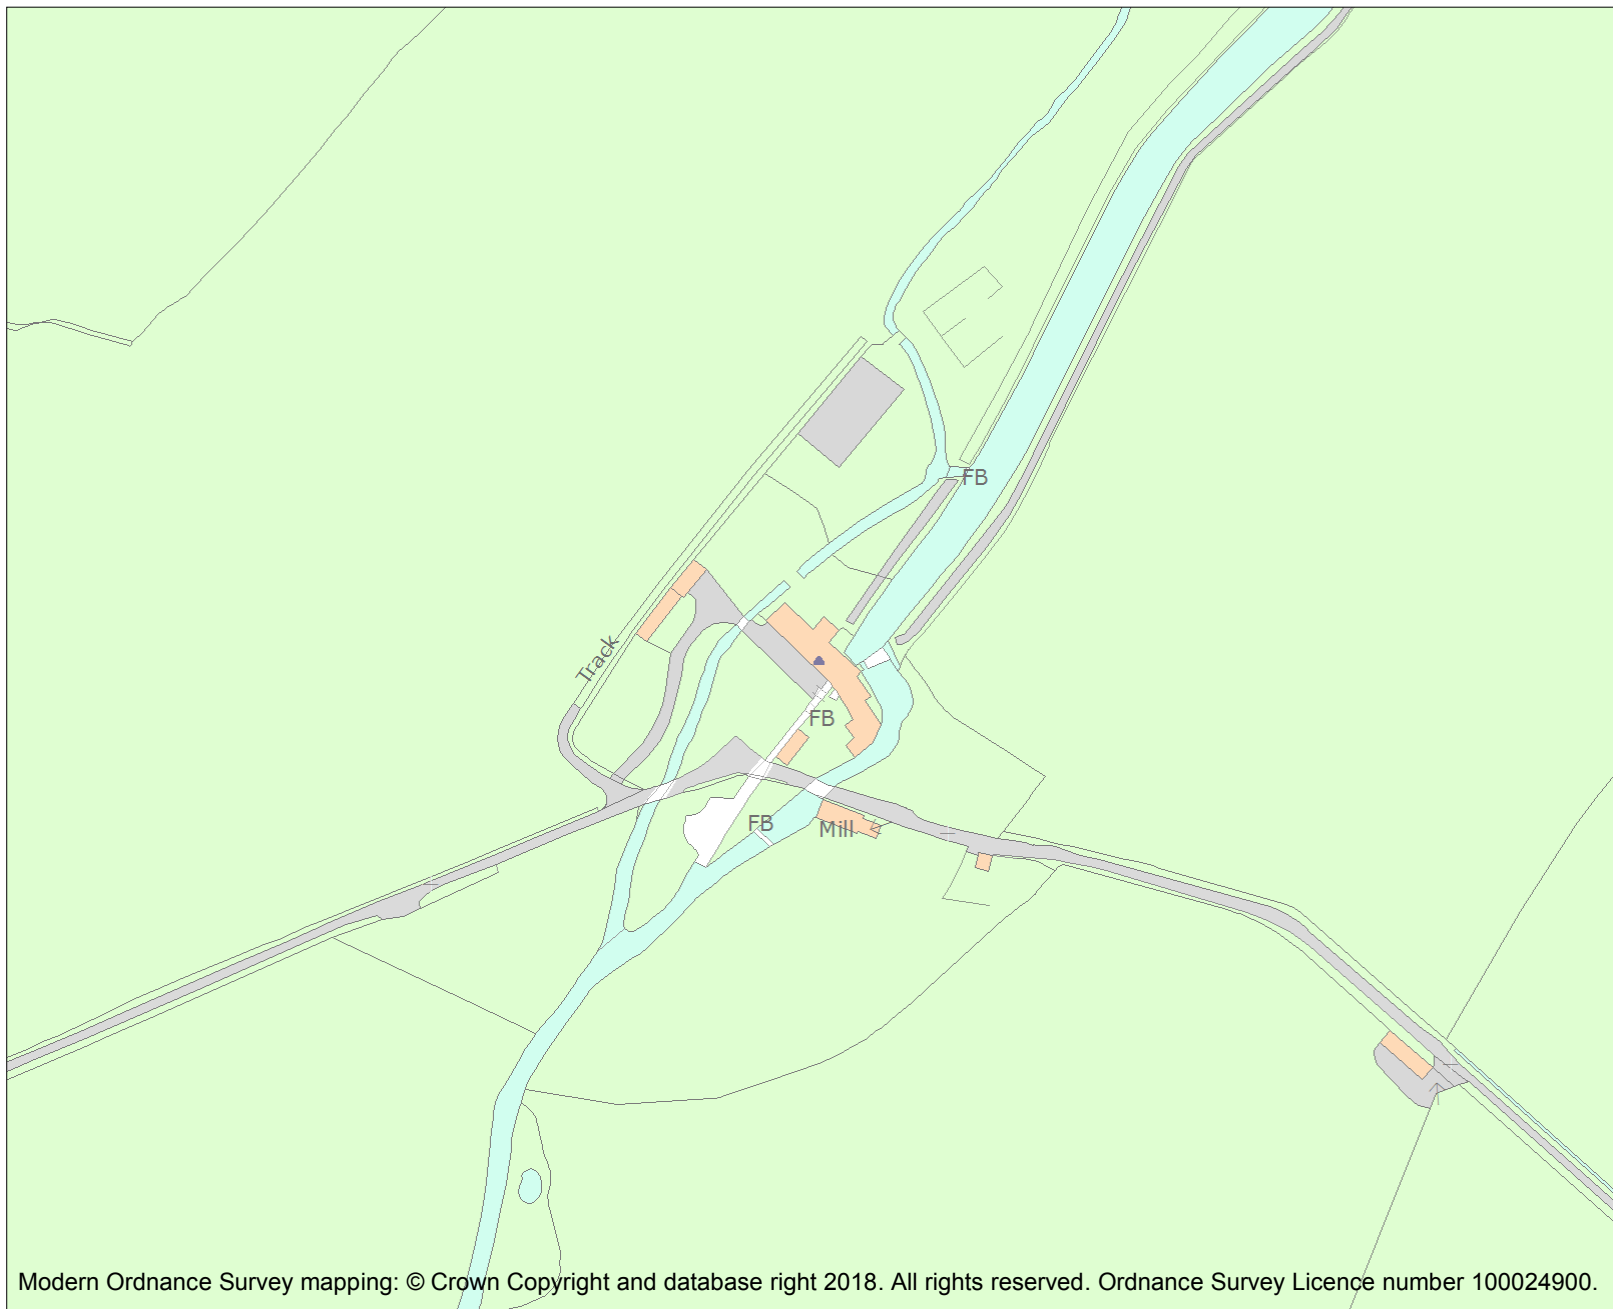 FB
Track
FB
FB
Mill
Modern Ordnance Survey mapping: © Crown Copyright and database right 2018. All rights reserved. Ordnance Survey Licence number 100024900.